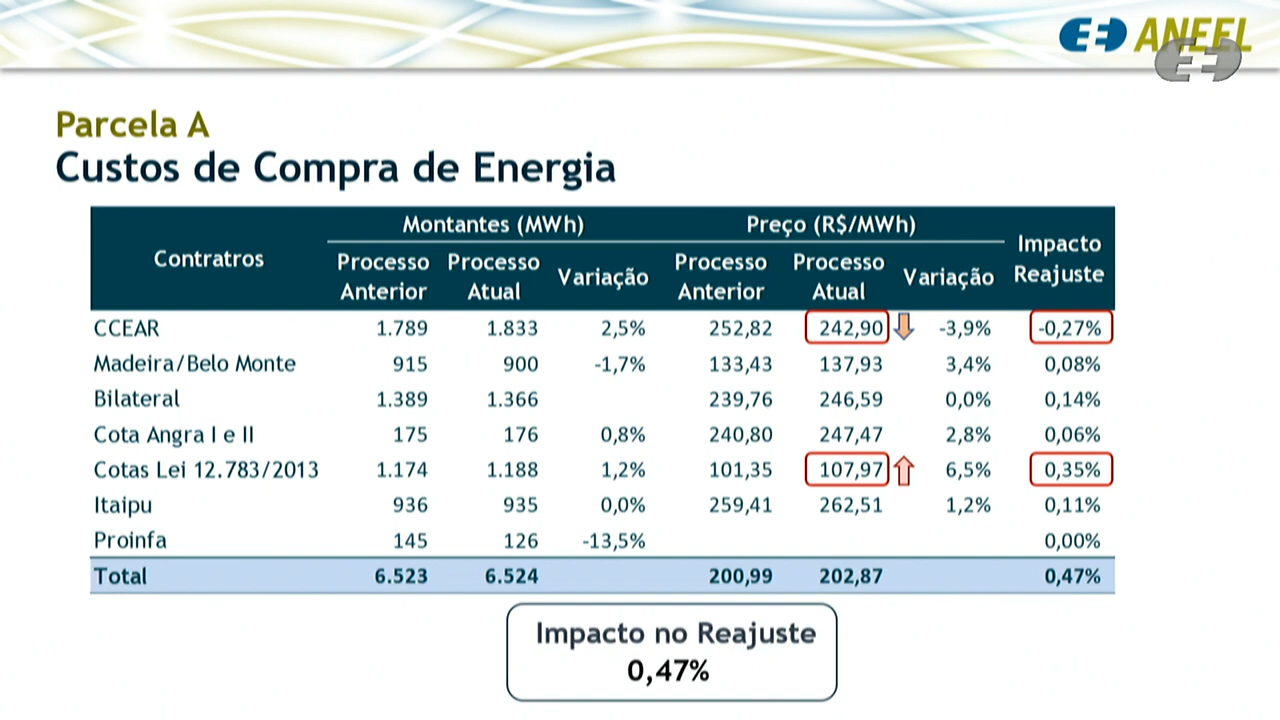 ANEEL
Parcela A
Custos de Compra de Energia
Contratros Montantes (MWh) Preço (R$/MWh) Impacto Reajuste
Processo Anterior Processo Atual Variação Processo Anterior Processo Atual Variação
CCEAR 1.789 1.833 2,5% 252,82 242,90 -3,9% -0,27%
Madeira/Belo Monte 915 900 -1,7% 133,43 137,93 3,4% 0,08%
Bilateral 1.389 1.366 239,76 246,59 0,0% 0,14%
Cota Angra I e II 175 176 0,8% 240,80 247,47 2,8% 0,06%
Cotas Lei 12.783/2013 1.174 1.188 1,2% 101,35 107,97 6,5% 0,35%
Itaipu 936 935 0,0% 259,41 262,51 1,2% 0,11%
Proinfa 145 126 -13,5% 0,00%
Total 6.523 6.524 200,99 202,87 0,47%
Impacto no Reajuste
0,47%